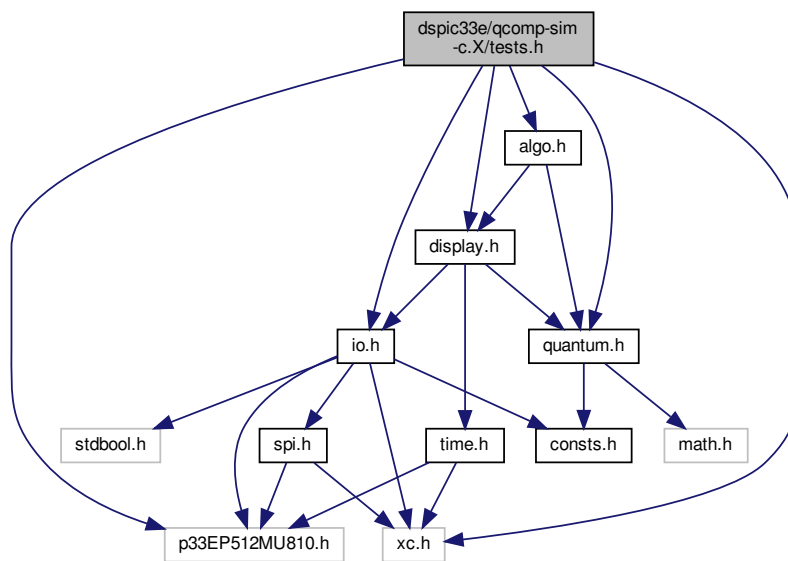 dspic33e/qcomp-sim
-c.X/tests.h
algo.h
display.h
io.h
quantum.h
stdbool.h
spi.h
time.h
consts.h
math.h
p33EP512MU810.h
xc.h